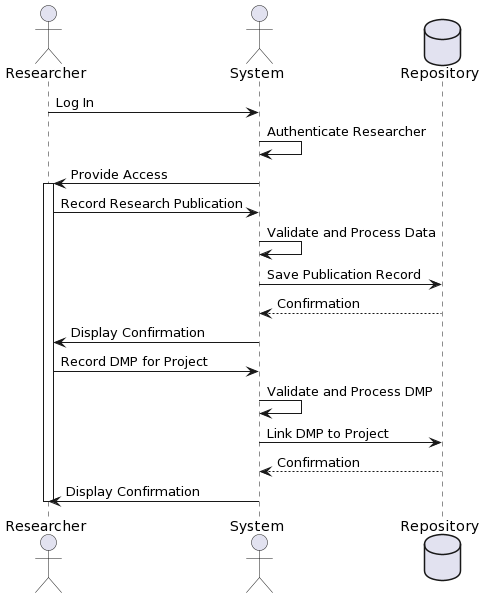 Researcher System Repository
Log In
Authenticate Researcher
Provide Access
Record Research Publication
Validate and Process Data
Save Publication Record
Confirmation
Display Confirmation
Record DMP for Project
Validate and Process DMP
Link DMP to Project
Confirmation
Display Confirmation
Researcher System Repository